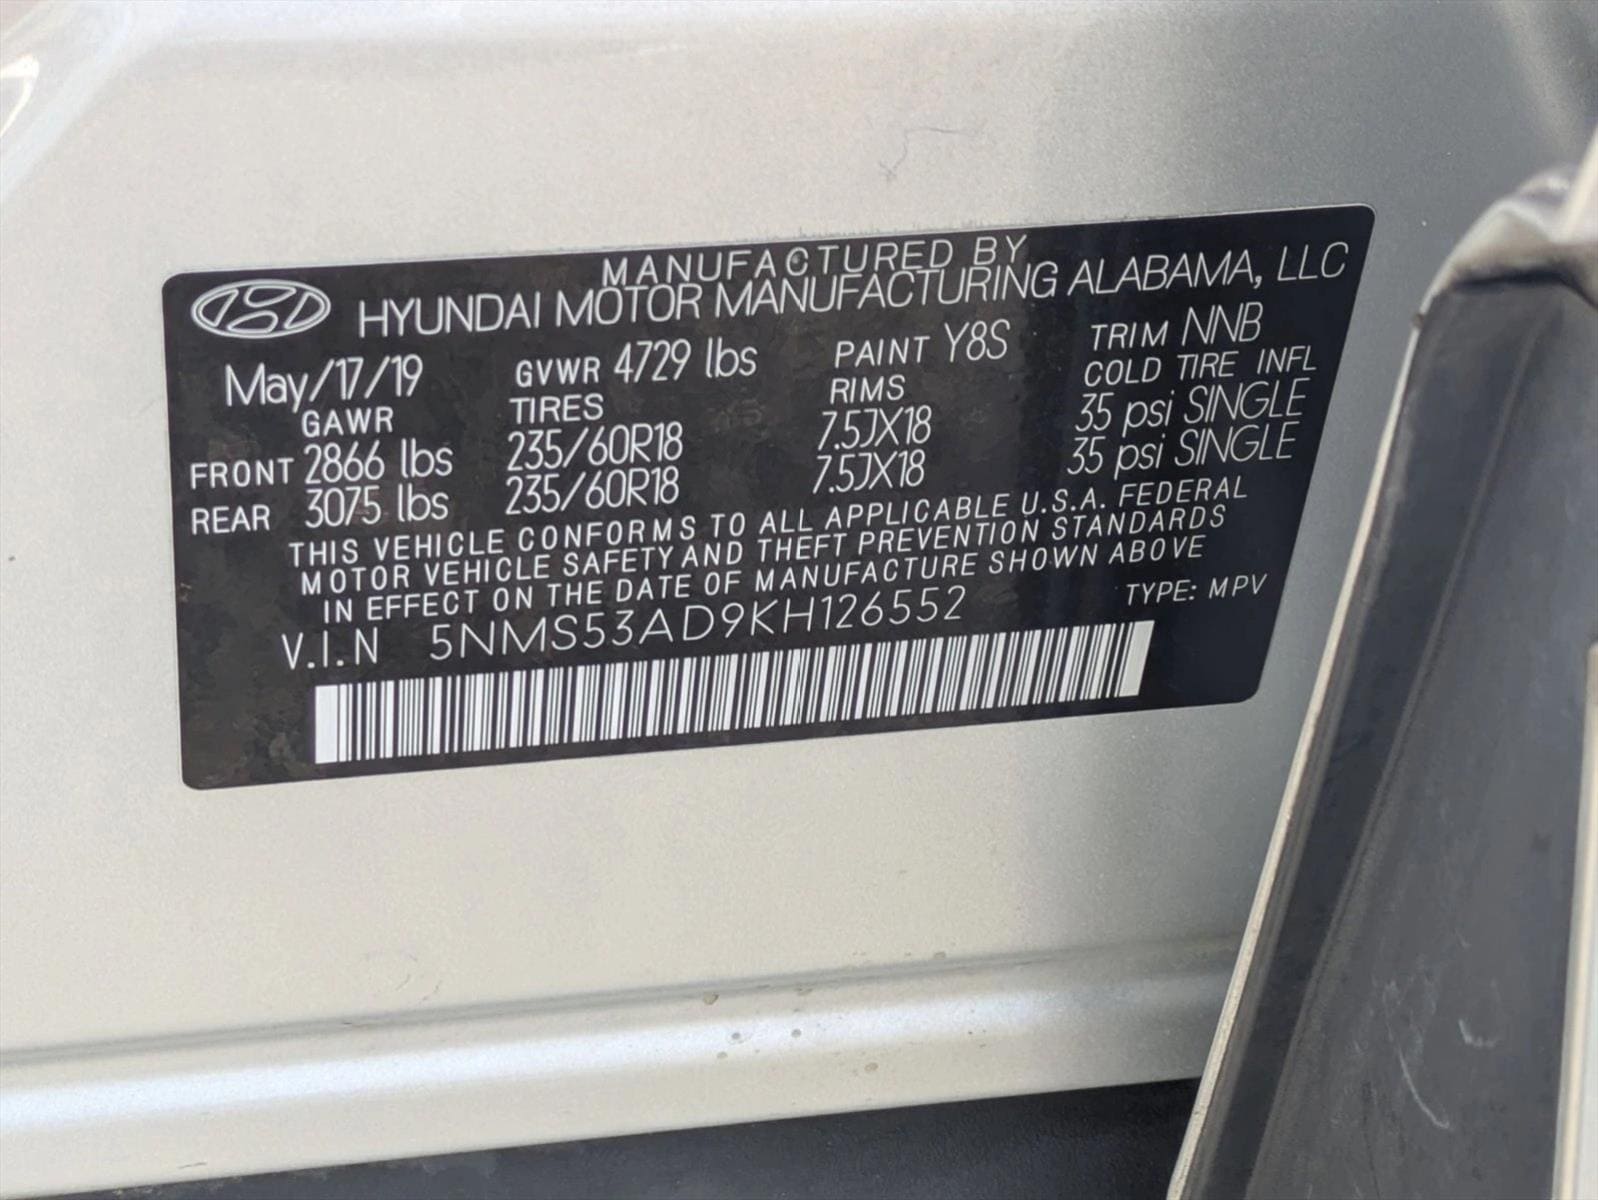 MANUFACTURED BY
HYUNDAI MOTOR MANUFACTURING ALABAMA, LLC
May/17/19 GVWR 4729 lbs PAINT Y8S TRIM NNB
GAWR TIRES RIMS COLD TIRE INFL
FRONT 2866 lbs 235/60R18 7.5JX18 35 psi SINGLE
REAR 3075 lbs 235/60R18 7.5JX18 35 psi SINGLE
THIS VEHICLE CONFORMS TO ALL APPLICABLE U.S.A. FEDERAL
MOTOR VEHICLE SAFETY AND THEFT PREVENTION STANDARDS
IN EFFECT ON THE DATE OF MANUFACTURE SHOWN ABOVE
V.I.N 5NMS53AD9KH126552 TYPE: MPV